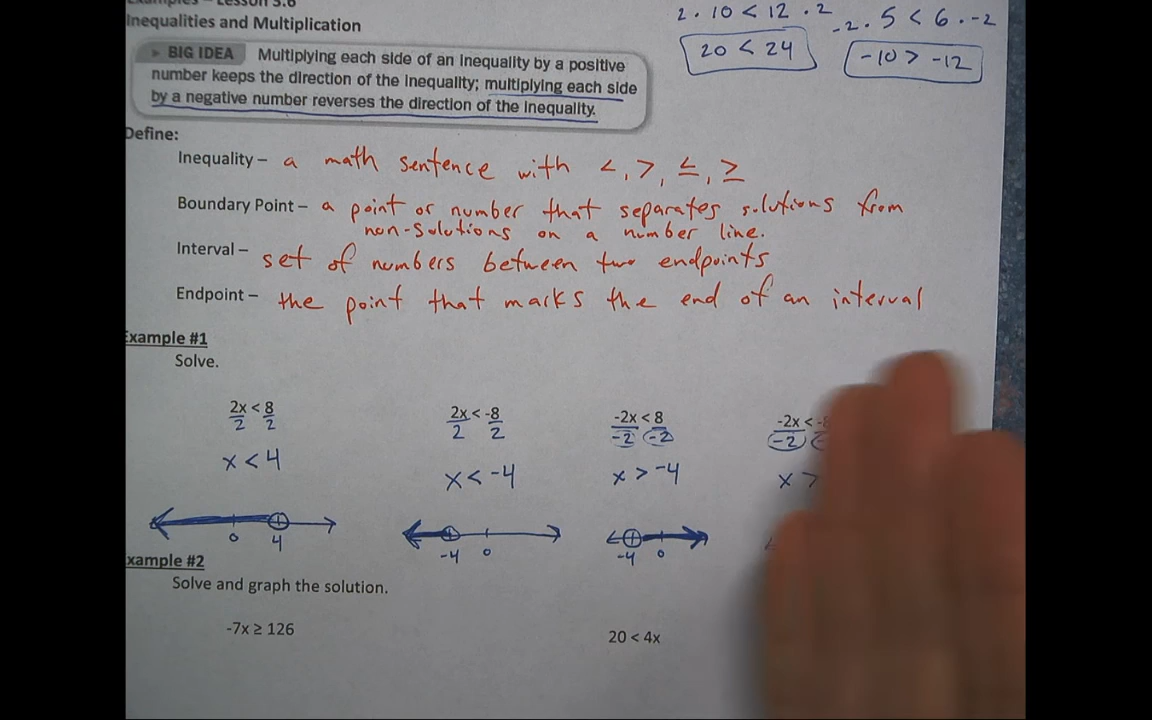 Lesson 3.6
2 · 10 < 12 · 2
-2 · 5 < 6 · -2
Inequalities and Multiplication
20 < 24
-10 > -12
BIG IDEA Multiplying each side of an inequality by a positive
number keeps the direction of the inequality; multiplying each side
by a negative number reverses the direction of the inequality.
Define:
Inequality – a math sentence with <, >, ≤, ≥
Boundary Point – a point or number that separates solutions from
non-solutions on a number line.
Interval – set of numbers between two endpoints
Endpoint – the point that marks the end of an interval
Example #1
Solve.
2x < 8
2 2
x < 4
0 4
2x < -8
2 2
x < -4
-4 0
-2x < 8
-2 -2
x > -4
-4 0
-2x < -8
-2
x >
xample #2
Solve and graph the solution.
-7x ≥ 126
20 < 4x